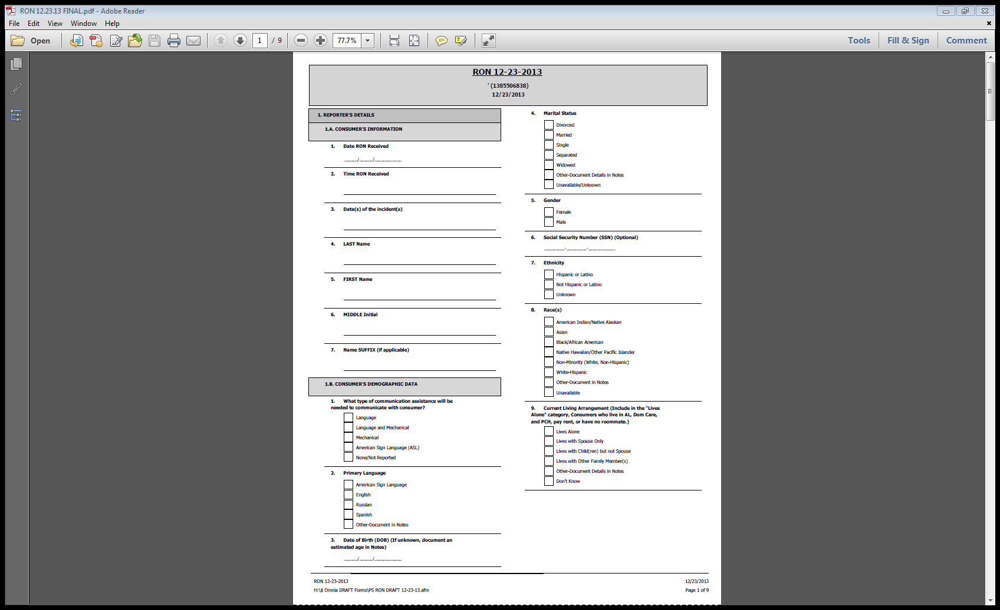 RON 12.23.13 FINAL.pdf - Adobe Reader
File Edit View Window Help
Open 1 / 9 77.7% Tools Fill & Sign Comment
RON 12-23-2013
' (1385506838)
12/23/2013
1. REPORTER'S DETAILS
1.A. CONSUMER'S INFORMATION
1. Date RON Received
____/____/________
2. Time RON Received
3. Date(s) of the incident(s)
4. LAST Name
5. FIRST Name
6. MIDDLE Initial
7. Name SUFFIX (if applicable)
1.B. CONSUMER'S DEMOGRAPHIC DATA
1. What type of communication assistance will be
needed to communicate with consumer?
Language
Language and Mechanical
Mechanical
American Sign Language (ASL)
None/Not Reported
2. Primary Language
American Sign Language
English
Russian
Spanish
Other-Document in Notes
3. Date of Birth (DOB) (If unknown, document an
estimated age in Notes)
____/____/________
4. Marital Status
Divorced
Married
Single
Separated
Widowed
Other-Document Details in Notes
Unavailable/Unknown
5. Gender
Female
Male
6. Social Security Number (SSN) (Optional)
______-______-________
7. Ethnicity
Hispanic or Latino
Not Hispanic or Latino
Unknown
8. Race(s)
American Indian/Native Alaskan
Asian
Black/African American
Native Hawaiian/Other Pacific Islander
Non-Minority (White, Non-Hispanic)
White-Hispanic
Other-Document in Notes
Unavailable
9. Current Living Arrangement (Include in the "Lives
Alone" category, Consumers who live in AL, Dom Care,
and PCH, pay rent, or have no roommate.)
Lives Alone
Lives with Spouse Only
Lives with Child(ren) but not Spouse
Lives with Other Family Member(s)
Other-Document Details in Notes
Don't Know
RON 12-23-2013 12/23/2013
H:\$ Omnia DRAFT Forms\PS RON DRAFT 12-23-13.afm Page 1 of 9